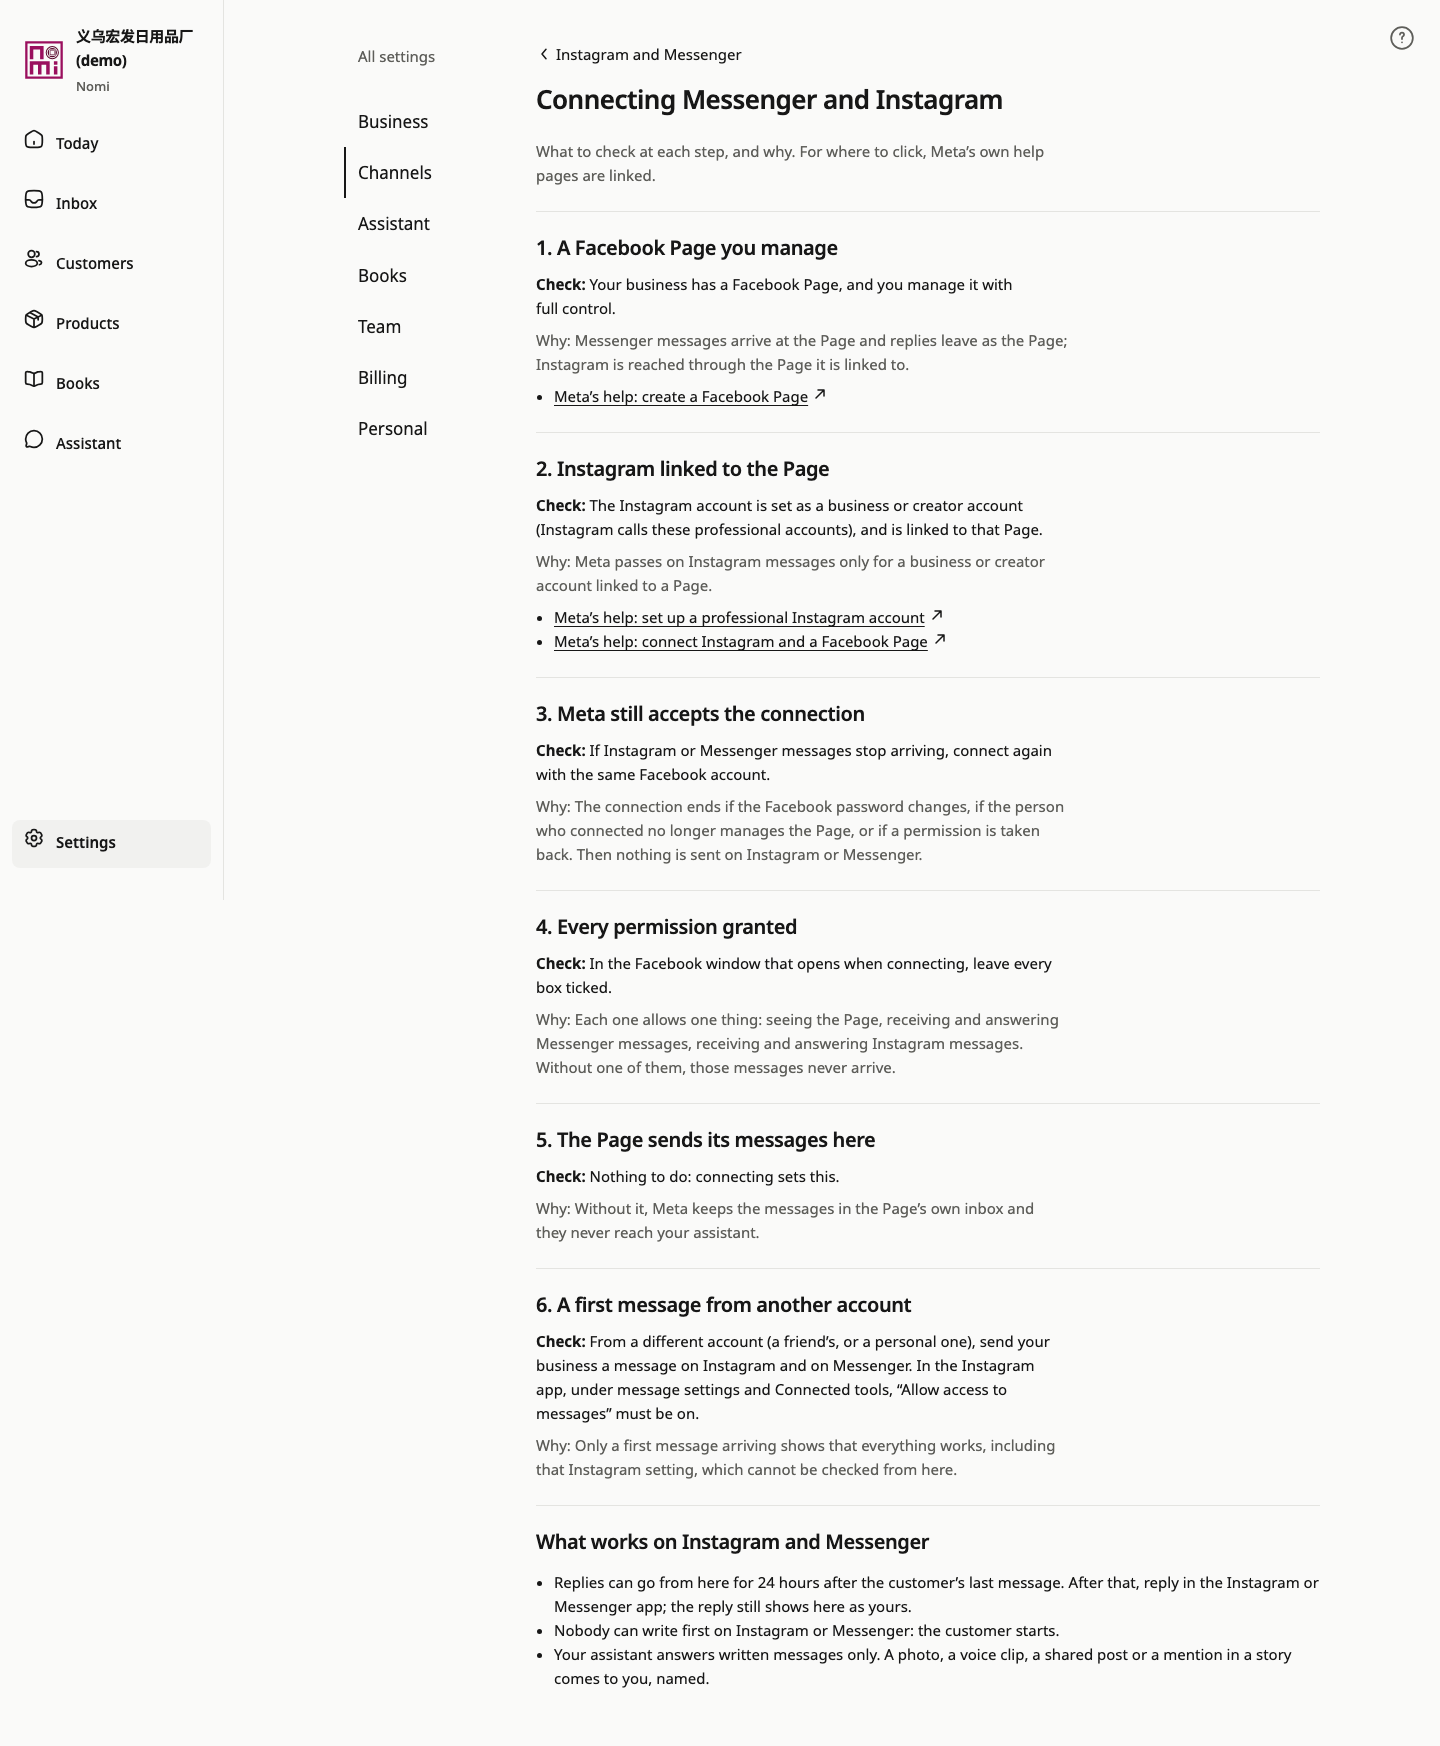 义乌宏发日用品厂
(demo)
Nomi
Today
Inbox
Customers
Products
Books
Assistant
Settings
All settings
Business
Channels
Assistant
Books
Team
Billing
Personal
Instagram and Messenger
Connecting Messenger and Instagram
What to check at each step, and why. For where to click, Meta’s own help
pages are linked.
1. A Facebook Page you manage
Check: Your business has a Facebook Page, and you manage it with
full control.
Why: Messenger messages arrive at the Page and replies leave as the Page;
Instagram is reached through the Page it is linked to.
• Meta’s help: create a Facebook Page
2. Instagram linked to the Page
Check: The Instagram account is set as a business or creator account
(Instagram calls these professional accounts), and is linked to that Page.
Why: Meta passes on Instagram messages only for a business or creator
account linked to a Page.
• Meta’s help: set up a professional Instagram account
• Meta’s help: connect Instagram and a Facebook Page
3. Meta still accepts the connection
Check: If Instagram or Messenger messages stop arriving, connect again
with the same Facebook account.
Why: The connection ends if the Facebook password changes, if the person
who connected no longer manages the Page, or if a permission is taken
back. Then nothing is sent on Instagram or Messenger.
4. Every permission granted
Check: In the Facebook window that opens when connecting, leave every
box ticked.
Why: Each one allows one thing: seeing the Page, receiving and answering
Messenger messages, receiving and answering Instagram messages.
Without one of them, those messages never arrive.
5. The Page sends its messages here
Check: Nothing to do: connecting sets this.
Why: Without it, Meta keeps the messages in the Page’s own inbox and
they never reach your assistant.
6. A first message from another account
Check: From a different account (a friend’s, or a personal one), send your
business a message on Instagram and on Messenger. In the Instagram
app, under message settings and Connected tools, “Allow access to
messages” must be on.
Why: Only a first message arriving shows that everything works, including
that Instagram setting, which cannot be checked from here.
What works on Instagram and Messenger
• Replies can go from here for 24 hours after the customer’s last message. After that, reply in the Instagram or
Messenger app; the reply still shows here as yours.
• Nobody can write first on Instagram or Messenger: the customer starts.
• Your assistant answers written messages only. A photo, a voice clip, a shared post or a mention in a story
comes to you, named.